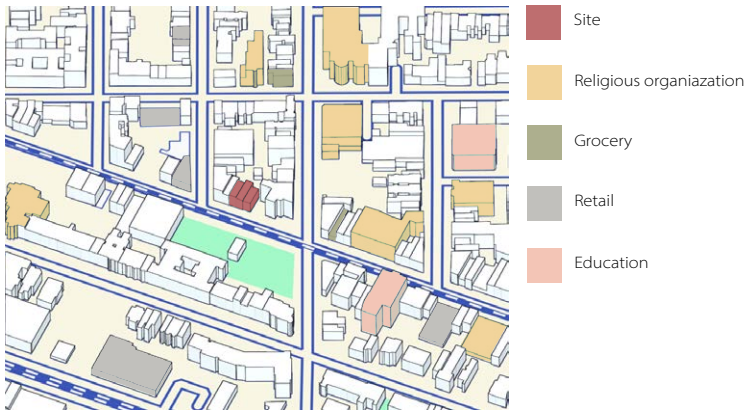 Site
Religious organiazation
Grocery
Retail
Education